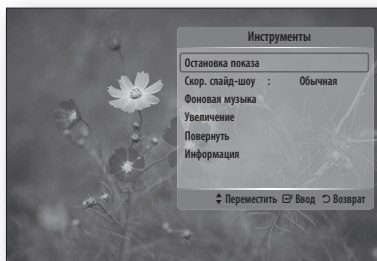 Инструменты
Остановка показа
Скор. слайд-шоу : Обычная
Фоновая музыка
Увеличение
Повернуть
Информация
Переместить Ввод Возврат